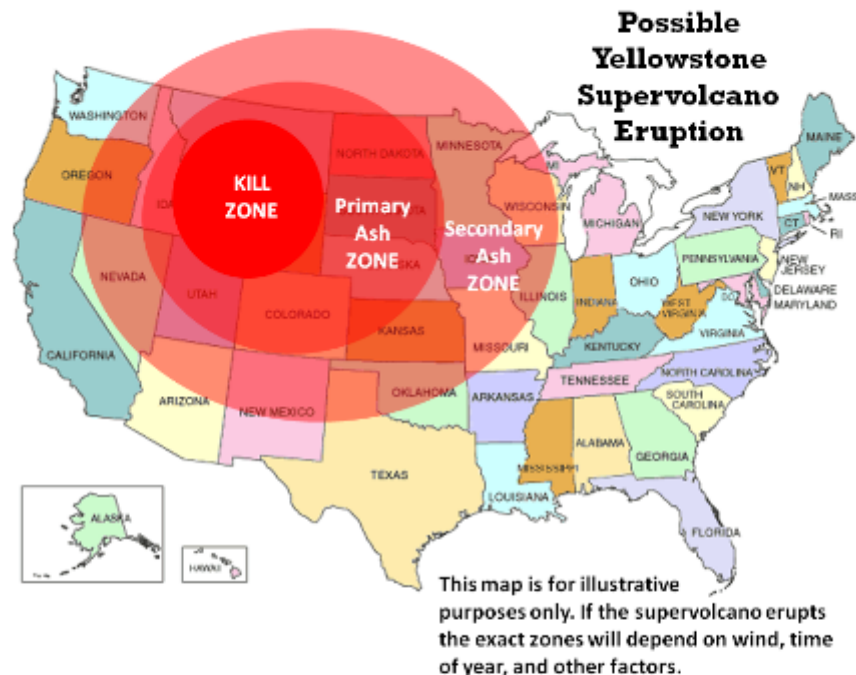 Possible
Yellowstone
Supervolcano
Eruption
WASHINGTON
MAINE
NORTH DAKOTA
MINNESOTA
VT
NH
OREGON
MI
MASS
KILL
ZONE
WISCONSIN
NEW YORK
Primary
Ash
ZONE
MICHIGAN
CT
RI
Secondary
Ash
ZONE
PENNSYLVANIA
NEW
JERSEY
NEVADA
OHIO
DELAWARE
MARYLAND
UTAH
ILLINOIS
INDIANA
WEST
VIRGINIA
COLORADO
KANSAS
MISSOURI
KENTUCKY
VIRGINIA
CALIFORNIA
NORTH CAROLINA
TENNESSEE
OKLAHOMA
ARKANSAS
SOUTH
CAROLINA
ARIZONA
NEW MEXICO
MISSISSIPPI
ALABAMA
GEORGIA
TEXAS
LOUISIANA
ALASKA
FLORIDA
HAWAII
This map is for illustrative
purposes only. If the supervolcano erupts
the exact zones will depend on wind, time
of year, and other factors.